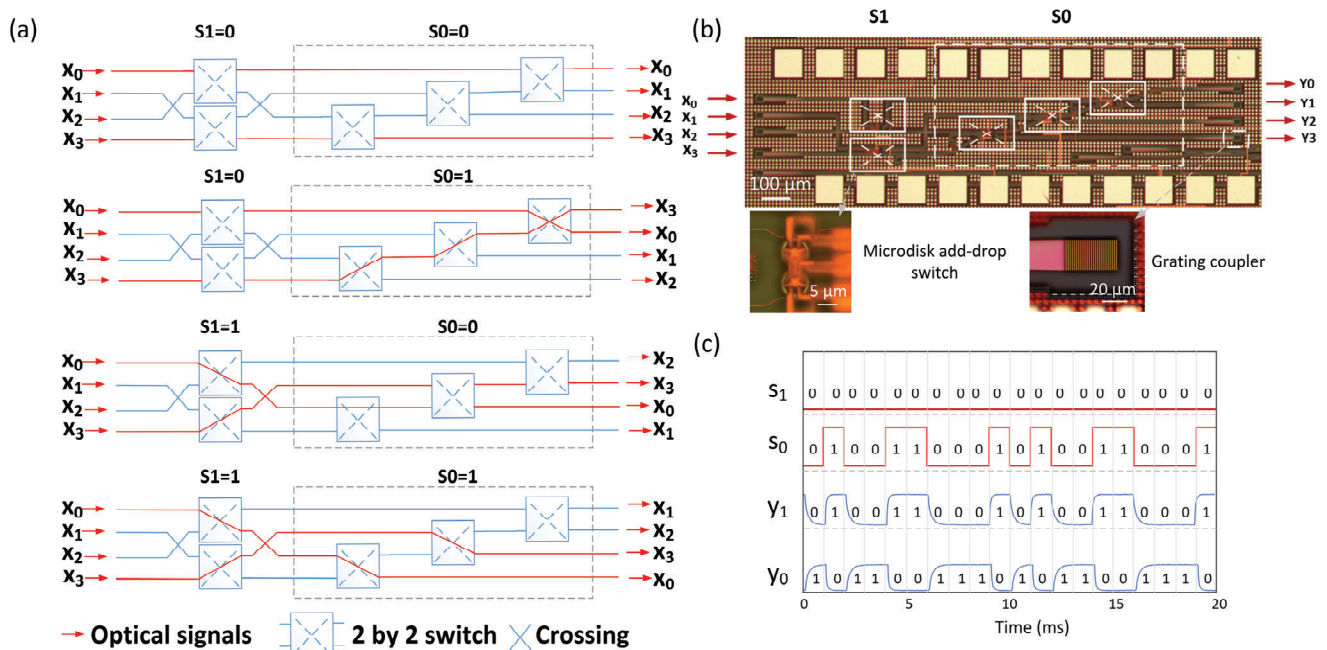 (a)
S1=0
S0=0
X0
X1
X2
X3
X0
X1
X2
X3
S1=0
S0=1
X0
X1
X2
X3
X3
X0
X1
X2
S1=1
S0=0
X0
X1
X2
X3
X2
X3
X0
X1
S1=1
S0=1
X0
X1
X2
X3
X1
X2
X3
X0
Optical signals
2 by 2 switch
Crossing
(b)
S1
S0
X0
X1
X2
X3
Y0
Y1
Y2
Y3
100 μm
5 μm
Microdisk add-drop
switch
20 μm
Grating coupler
(c)
S1 0 0 0 0 0 0 0 0 0 0 0 0 0 0 0 0 0 0 0 0
S0 0 1 0 0 1 1 0 0 0 1 0 1 0 0 1 1 0 0 0 1
y1 0 1 0 0 1 1 0 0 0 1 0 1 0 0 1 1 0 0 0 1
y0 1 0 1 1 0 0 1 1 1 0 1 0 1 1 0 0 1 1 1 0
0 5 10 15 20
Time (ms)